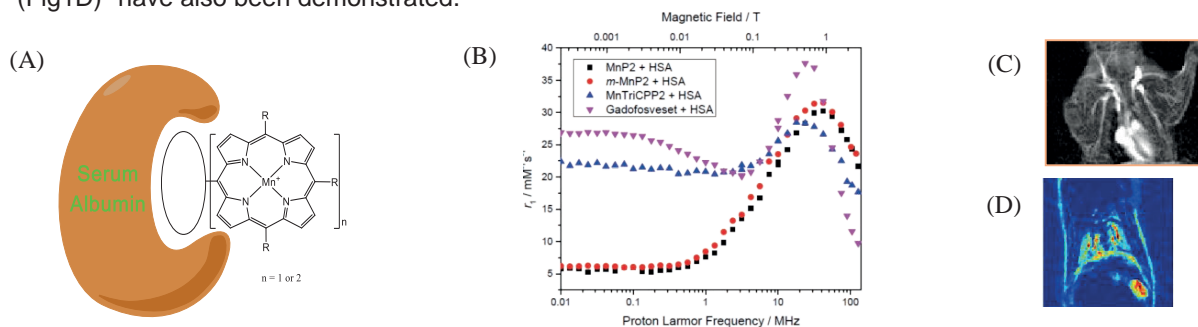 (Fig1D) have also been demonstrated.
(A)
Serum
Albumin
R
N
N
N
N
Mn+
R
R
n
n = 1 or 2
(B)
Magnetic Field / T
0.001
0.01
0.1
1
40
35
30
25
20
15
10
5
r1 / mM-1s-1
MnP2 + HSA
m-MnP2 + HSA
MnTriCPP2 + HSA
Gadofosveset + HSA
0.01
0.1
1
10
100
Proton Larmor Frequency / MHz
(C)
(D)